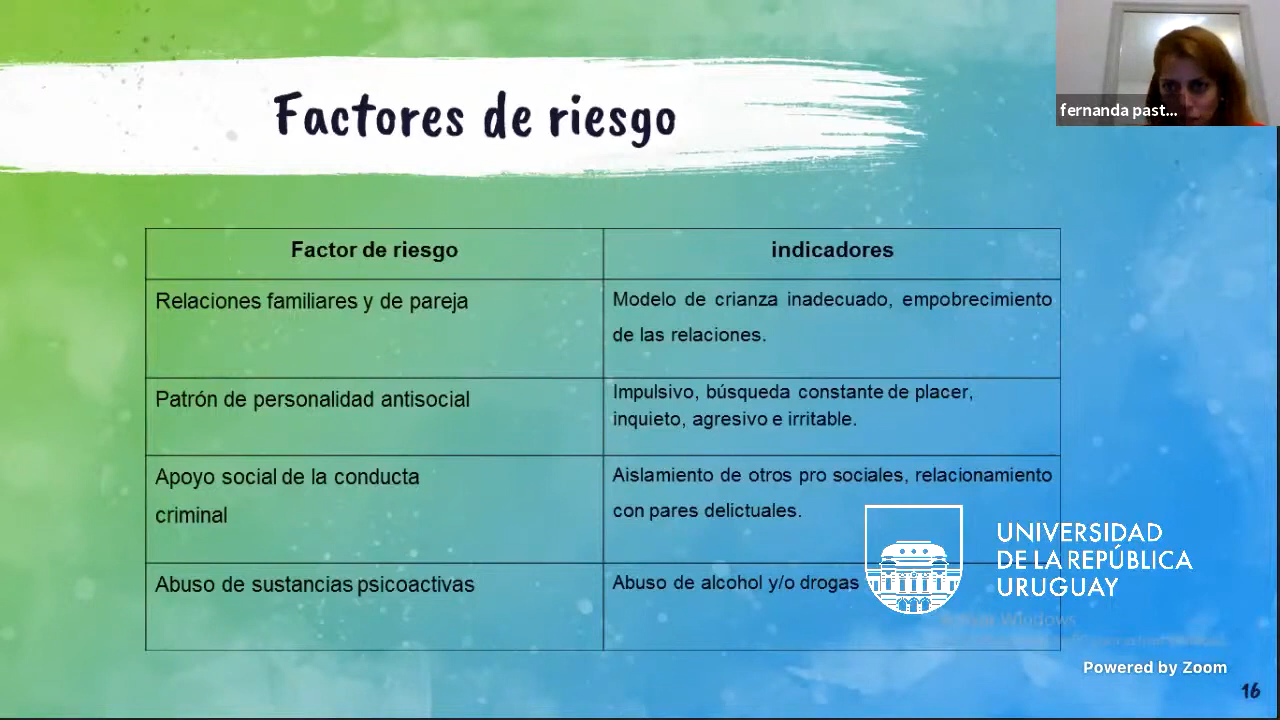 fernanda past...
Factores de riesgo
Factor de riesgo
indicadores
Relaciones familiares y de pareja
Modelo de crianza inadecuado, empobrecimiento
de las relaciones.
Patrón de personalidad antisocial
Impulsivo, búsqueda constante de placer,
inquieto, agresivo e irritable.
Apoyo social de la conducta
criminal
Aislamiento de otros pro sociales, relacionamiento
con pares delictuales.
Abuso de sustancias psicoactivas
Abuso de alcohol y/o drogas
UNIVERSIDAD
DE LA REPÚBLICA
URUGUAY
Windows
Powered by Zoom
16